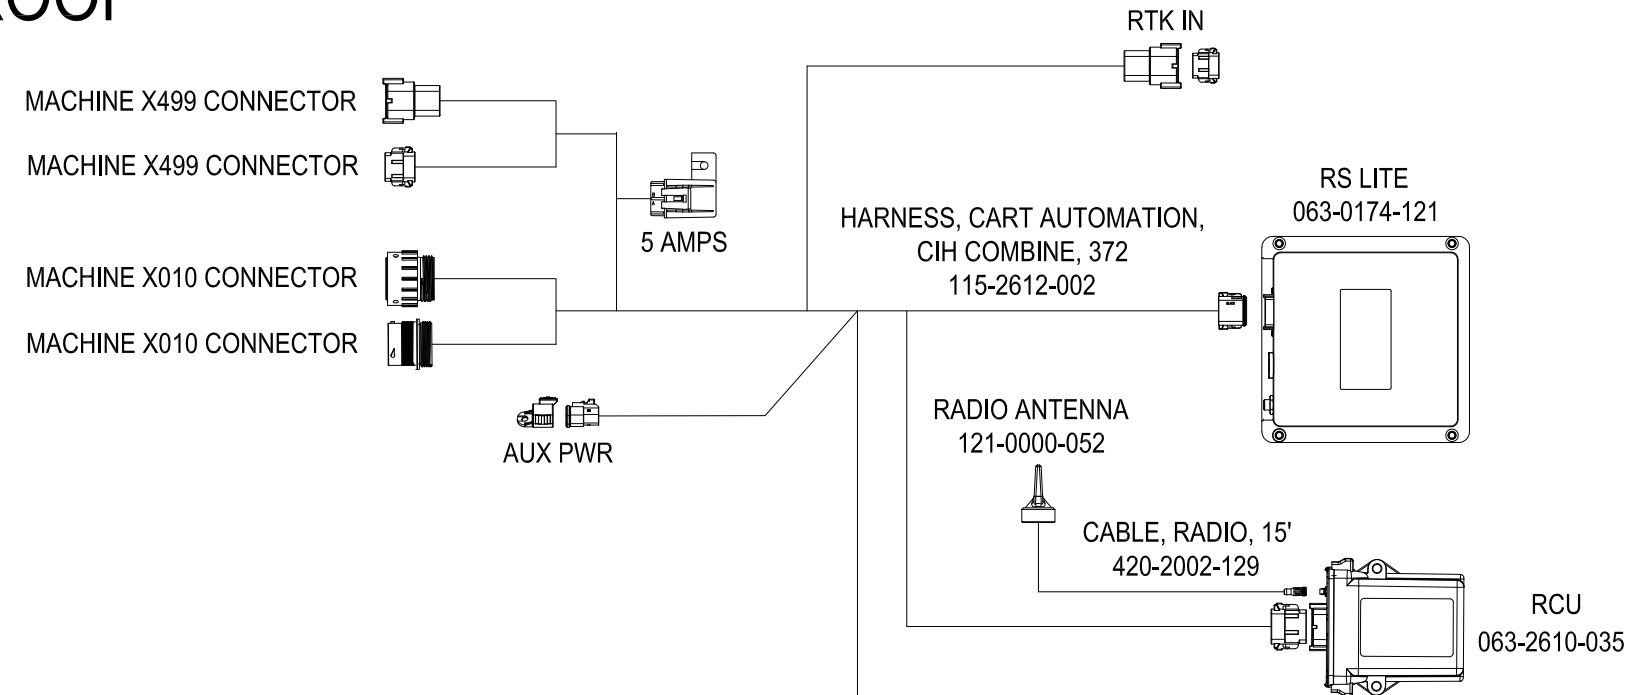 RTK IN
MACHINE X499 CONNECTOR
MACHINE X499 CONNECTOR
5 AMPS
HARNESS, CART AUTOMATION,
CIH COMBINE, 372
115-2612-002
RS LITE
063-0174-121
MACHINE X010 CONNECTOR
MACHINE X010 CONNECTOR
AUX PWR
RADIO ANTENNA
121-0000-052
CABLE, RADIO, 15'
420-2002-129
RCU
063-2610-035